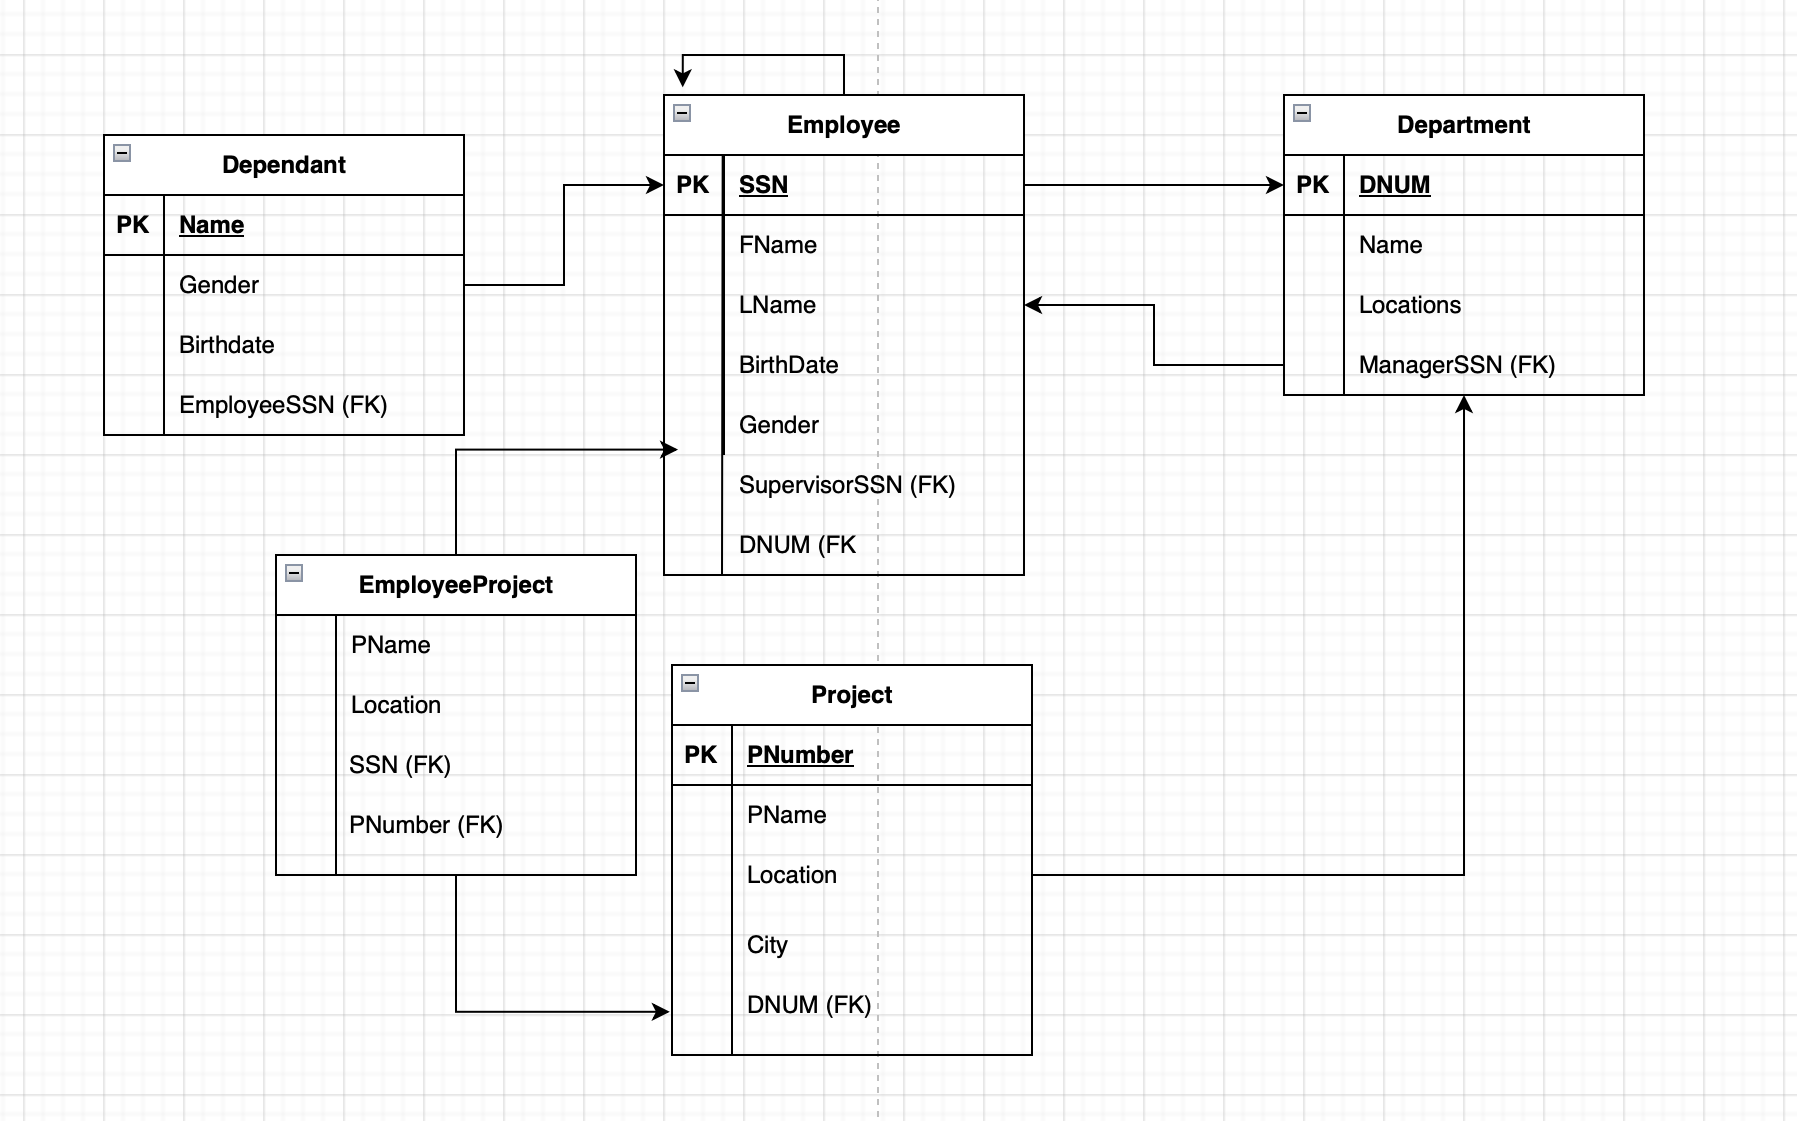 Dependant
PK Name
Gender
Birthdate
EmployeeSSN (FK)
Employee
PK SSN
FName
LName
BirthDate
Gender
SupervisorSSN (FK)
DNUM (FK
Department
PK DNUM
Name
Locations
ManagerSSN (FK)
EmployeeProject
PName
Location
SSN (FK)
PNumber (FK)
Project
PK PNumber
PName
Location
City
DNUM (FK)